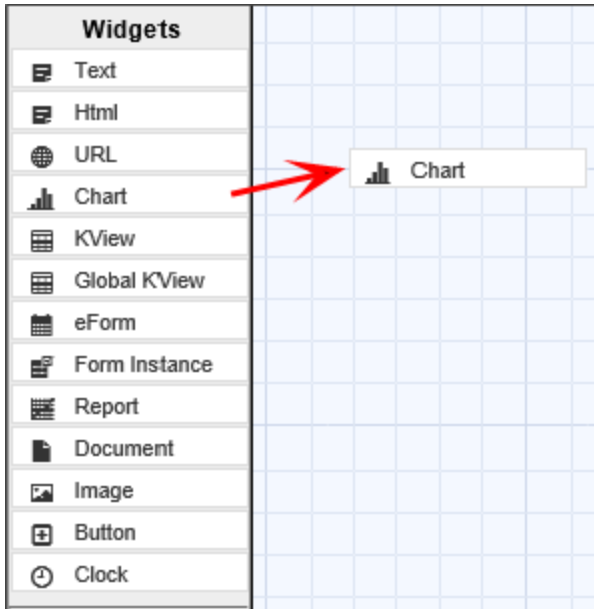 Widgets
Text
Html
URL
Chart
Chart
KView
Global KView
eForm
Form Instance
Report
Document
Image
Button
Clock